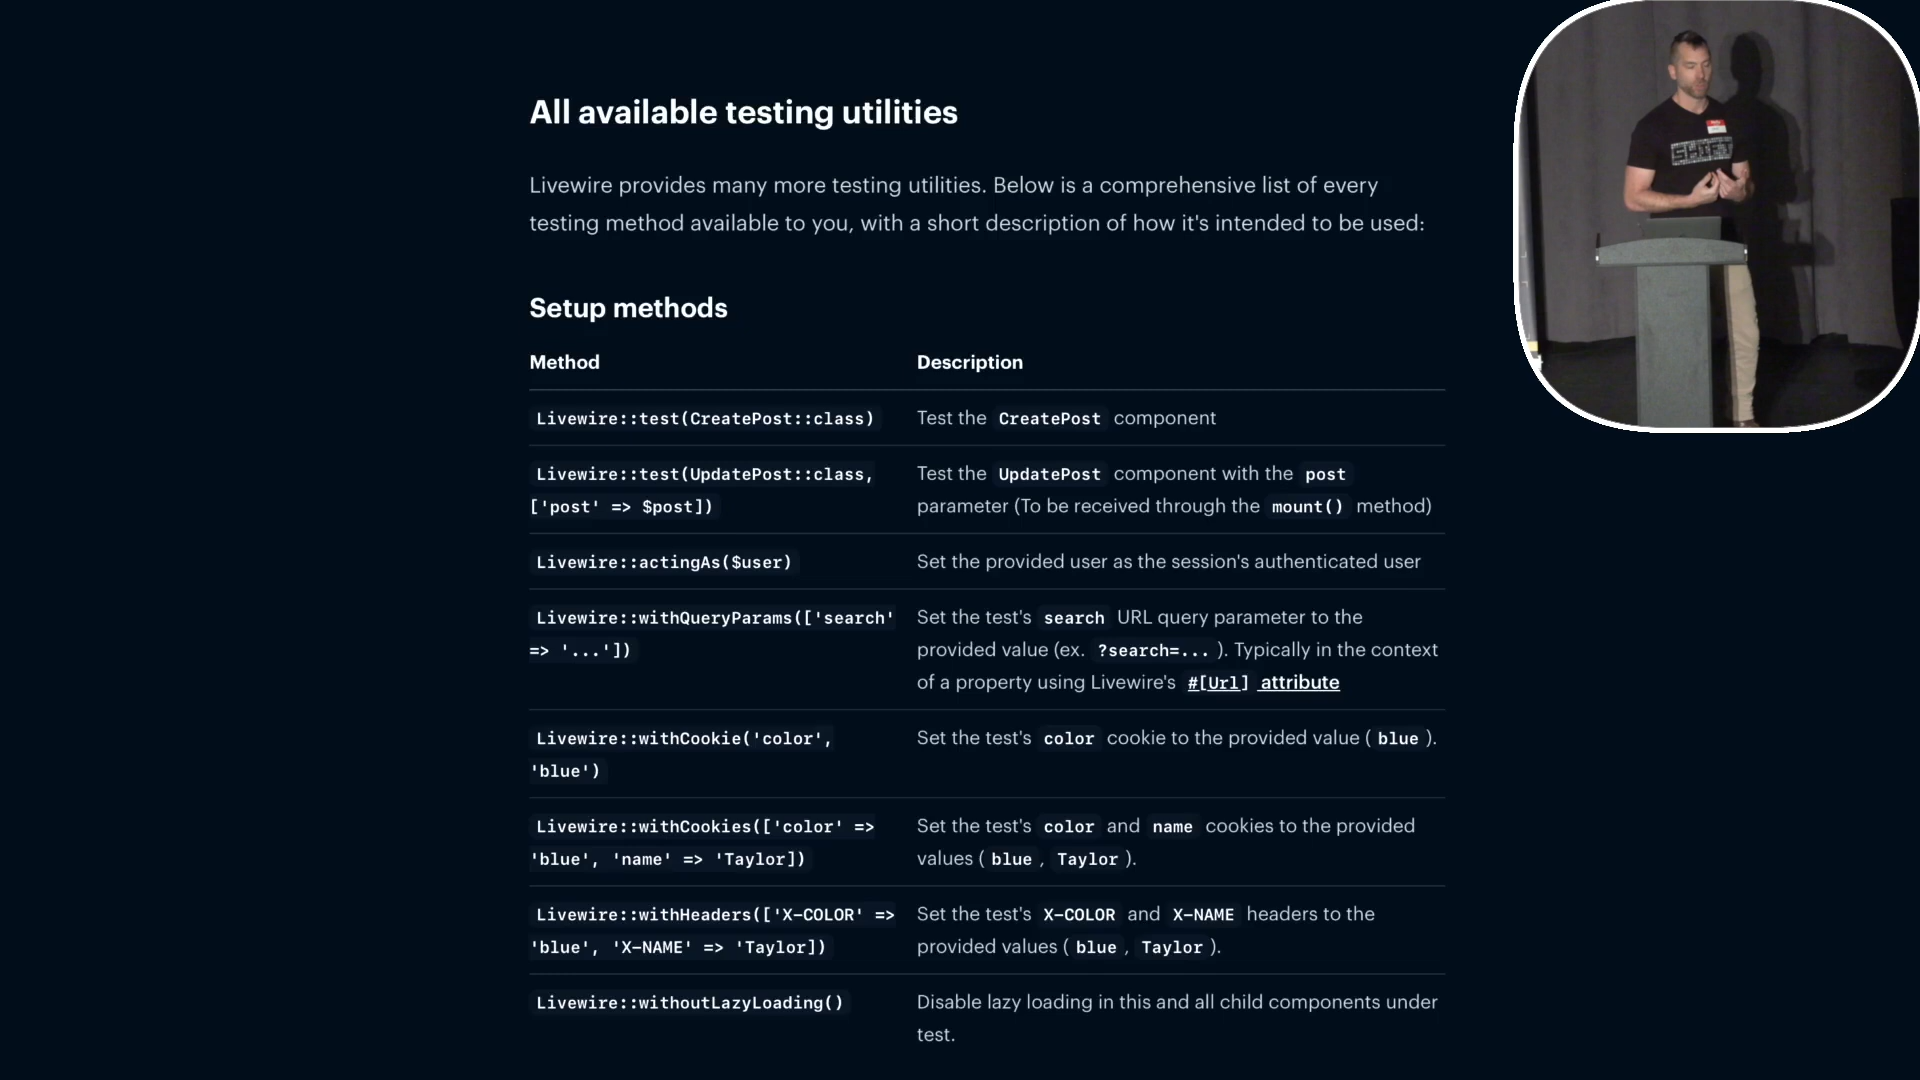 All available testing utilities
Livewire provides many more testing utilities. Below is a comprehensive list of every
testing method available to you, with a short description of how it's intended to be used:
Setup methods
Method Description
Livewire::test(CreatePost::class) Test the CreatePost component
Livewire::test(UpdatePost::class, Test the UpdatePost component with the post
['post' => $post]) parameter (To be received through the mount() method)
Livewire::actingAs($user) Set the provided user as the session's authenticated user
Livewire::withQueryParams(['search' Set the test's search URL query parameter to the
=> '...']) provided value (ex. ?search=... ). Typically in the context
of a property using Livewire's #[Url] attribute
Livewire::withCookie('color', Set the test's color cookie to the provided value ( blue ).
'blue')
Livewire::withCookies(['color' => Set the test's color and name cookies to the provided
'blue', 'name' => 'Taylor]) values ( blue , Taylor ).
Livewire::withHeaders(['X-COLOR' => Set the test's X-COLOR and X-NAME headers to the
'blue', 'X-NAME' => 'Taylor]) provided values ( blue , Taylor ).
Livewire::withoutLazyLoading() Disable lazy loading in this and all child components under
test.
SHIFT